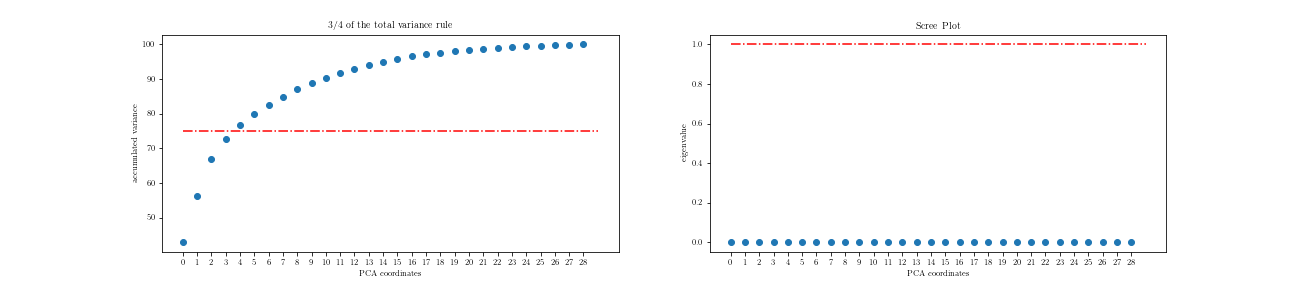 3/4 of the total variance rule
100
90
80
70
60
50
accumulated variance
0 1 2 3 4 5 6 7 8 9 10 11 12 13 14 15 16 17 18 19 20 21 22 23 24 25 26 27 28
PCA coordinates
Scree Plot
1.0
0.8
0.6
0.4
0.2
0.0
eigenvalue
0 1 2 3 4 5 6 7 8 9 10 11 12 13 14 15 16 17 18 19 20 21 22 23 24 25 26 27 28
PCA coordinates